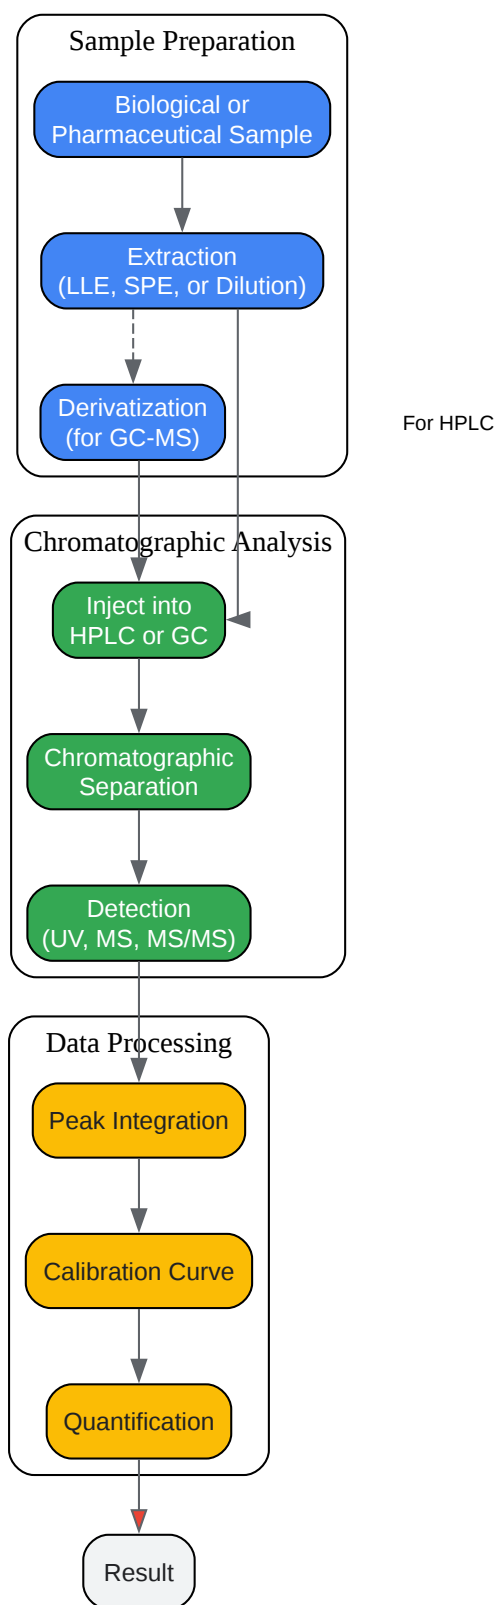 Sample Preparation
Biological or
Pharmaceutical Sample
Extraction
(LLE, SPE, or Dilution)
Derivatization
(for GC-MS)
For HPLC
Chromatographic Analysis
Inject into
HPLC or GC
Chromatographic
Separation
Detection
(UV, MS, MS/MS)
Data Processing
Peak Integration
Calibration Curve
Quantification
Result